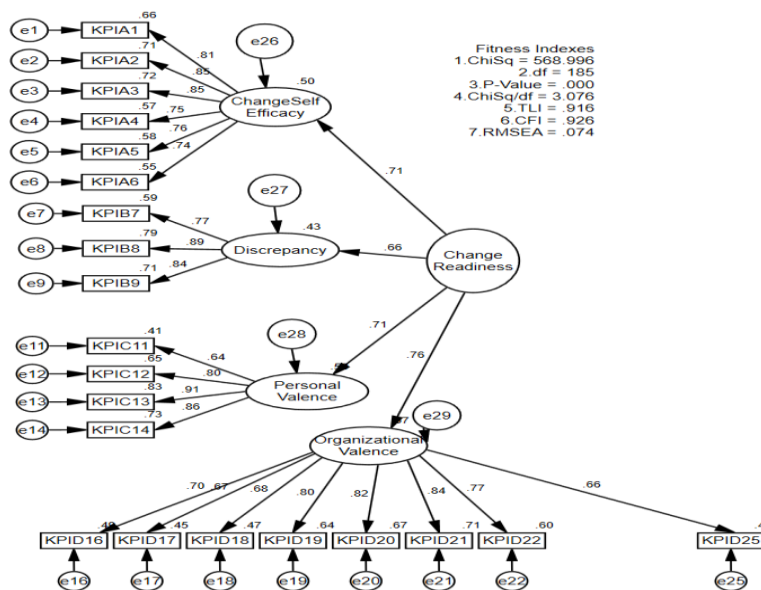 Fitness Indexes
1.ChiSq = 568.996
2.df = 185
3.P-Value = .000
4.ChiSq/df = 3.076
5.TLI = .916
6.CFI = .926
7.RMSEA = .074
e1
KPIA1
.66
.81
e2
KPIA2
.71
.85
e3
KPIA3
.72
.85
e4
KPIA4
.57
.75
e5
KPIA5
.58
.76
e6
KPIA6
.55
.74
e26
.50
ChangeSelf
Efficacy
.71
e7
KPIB7
.59
.77
e8
KPIB8
.79
.89
e9
KPIB9
.71
.84
e27
.43
Discrepancy
.66
Change
Readiness
e11
KPIC11
.41
.64
e12
KPIC12
.65
.80
e13
KPIC13
.83
.91
e14
KPIC14
.73
.86
e28
Personal
Valence
.71
.76
e29
Organizational
Valence
.70
.67
.68
.80
.82
.84
.77
.66
KPID16
KPID17
.45
KPID18
.47
KPID19
.64
KPID20
.67
KPID21
.71
KPID22
.60
KPID25
e16
e17
e18
e19
e20
e21
e22
e25